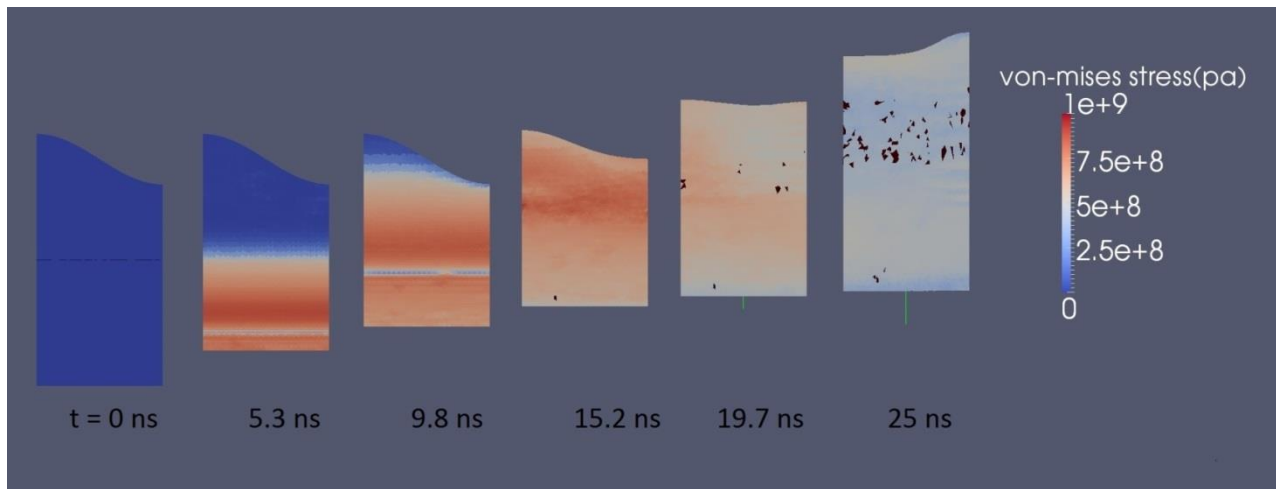 von-mises stress(pa)
1e+9
7.5e+8
5e+8
2.5e+8
0
t = 0 ns
5.3 ns
9.8 ns
15.2 ns
19.7 ns
25 ns